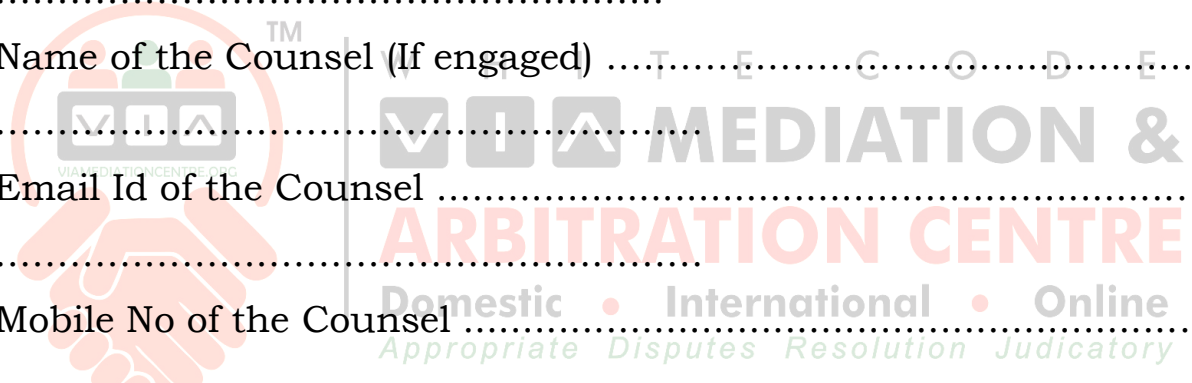 TM
Name of the Counsel (If engaged) ..................................................
W I T E C O D E
VIA MEDIATION &
VIA
VIAMEDIATIONCENTRE.ORG
Email Id of the Counsel ..............................................................
ARBITRATION CENTRE
Mobile No of the Counsel .............................................................
Domestic • International • Online
Appropriate Disputes Resolution Judicatory